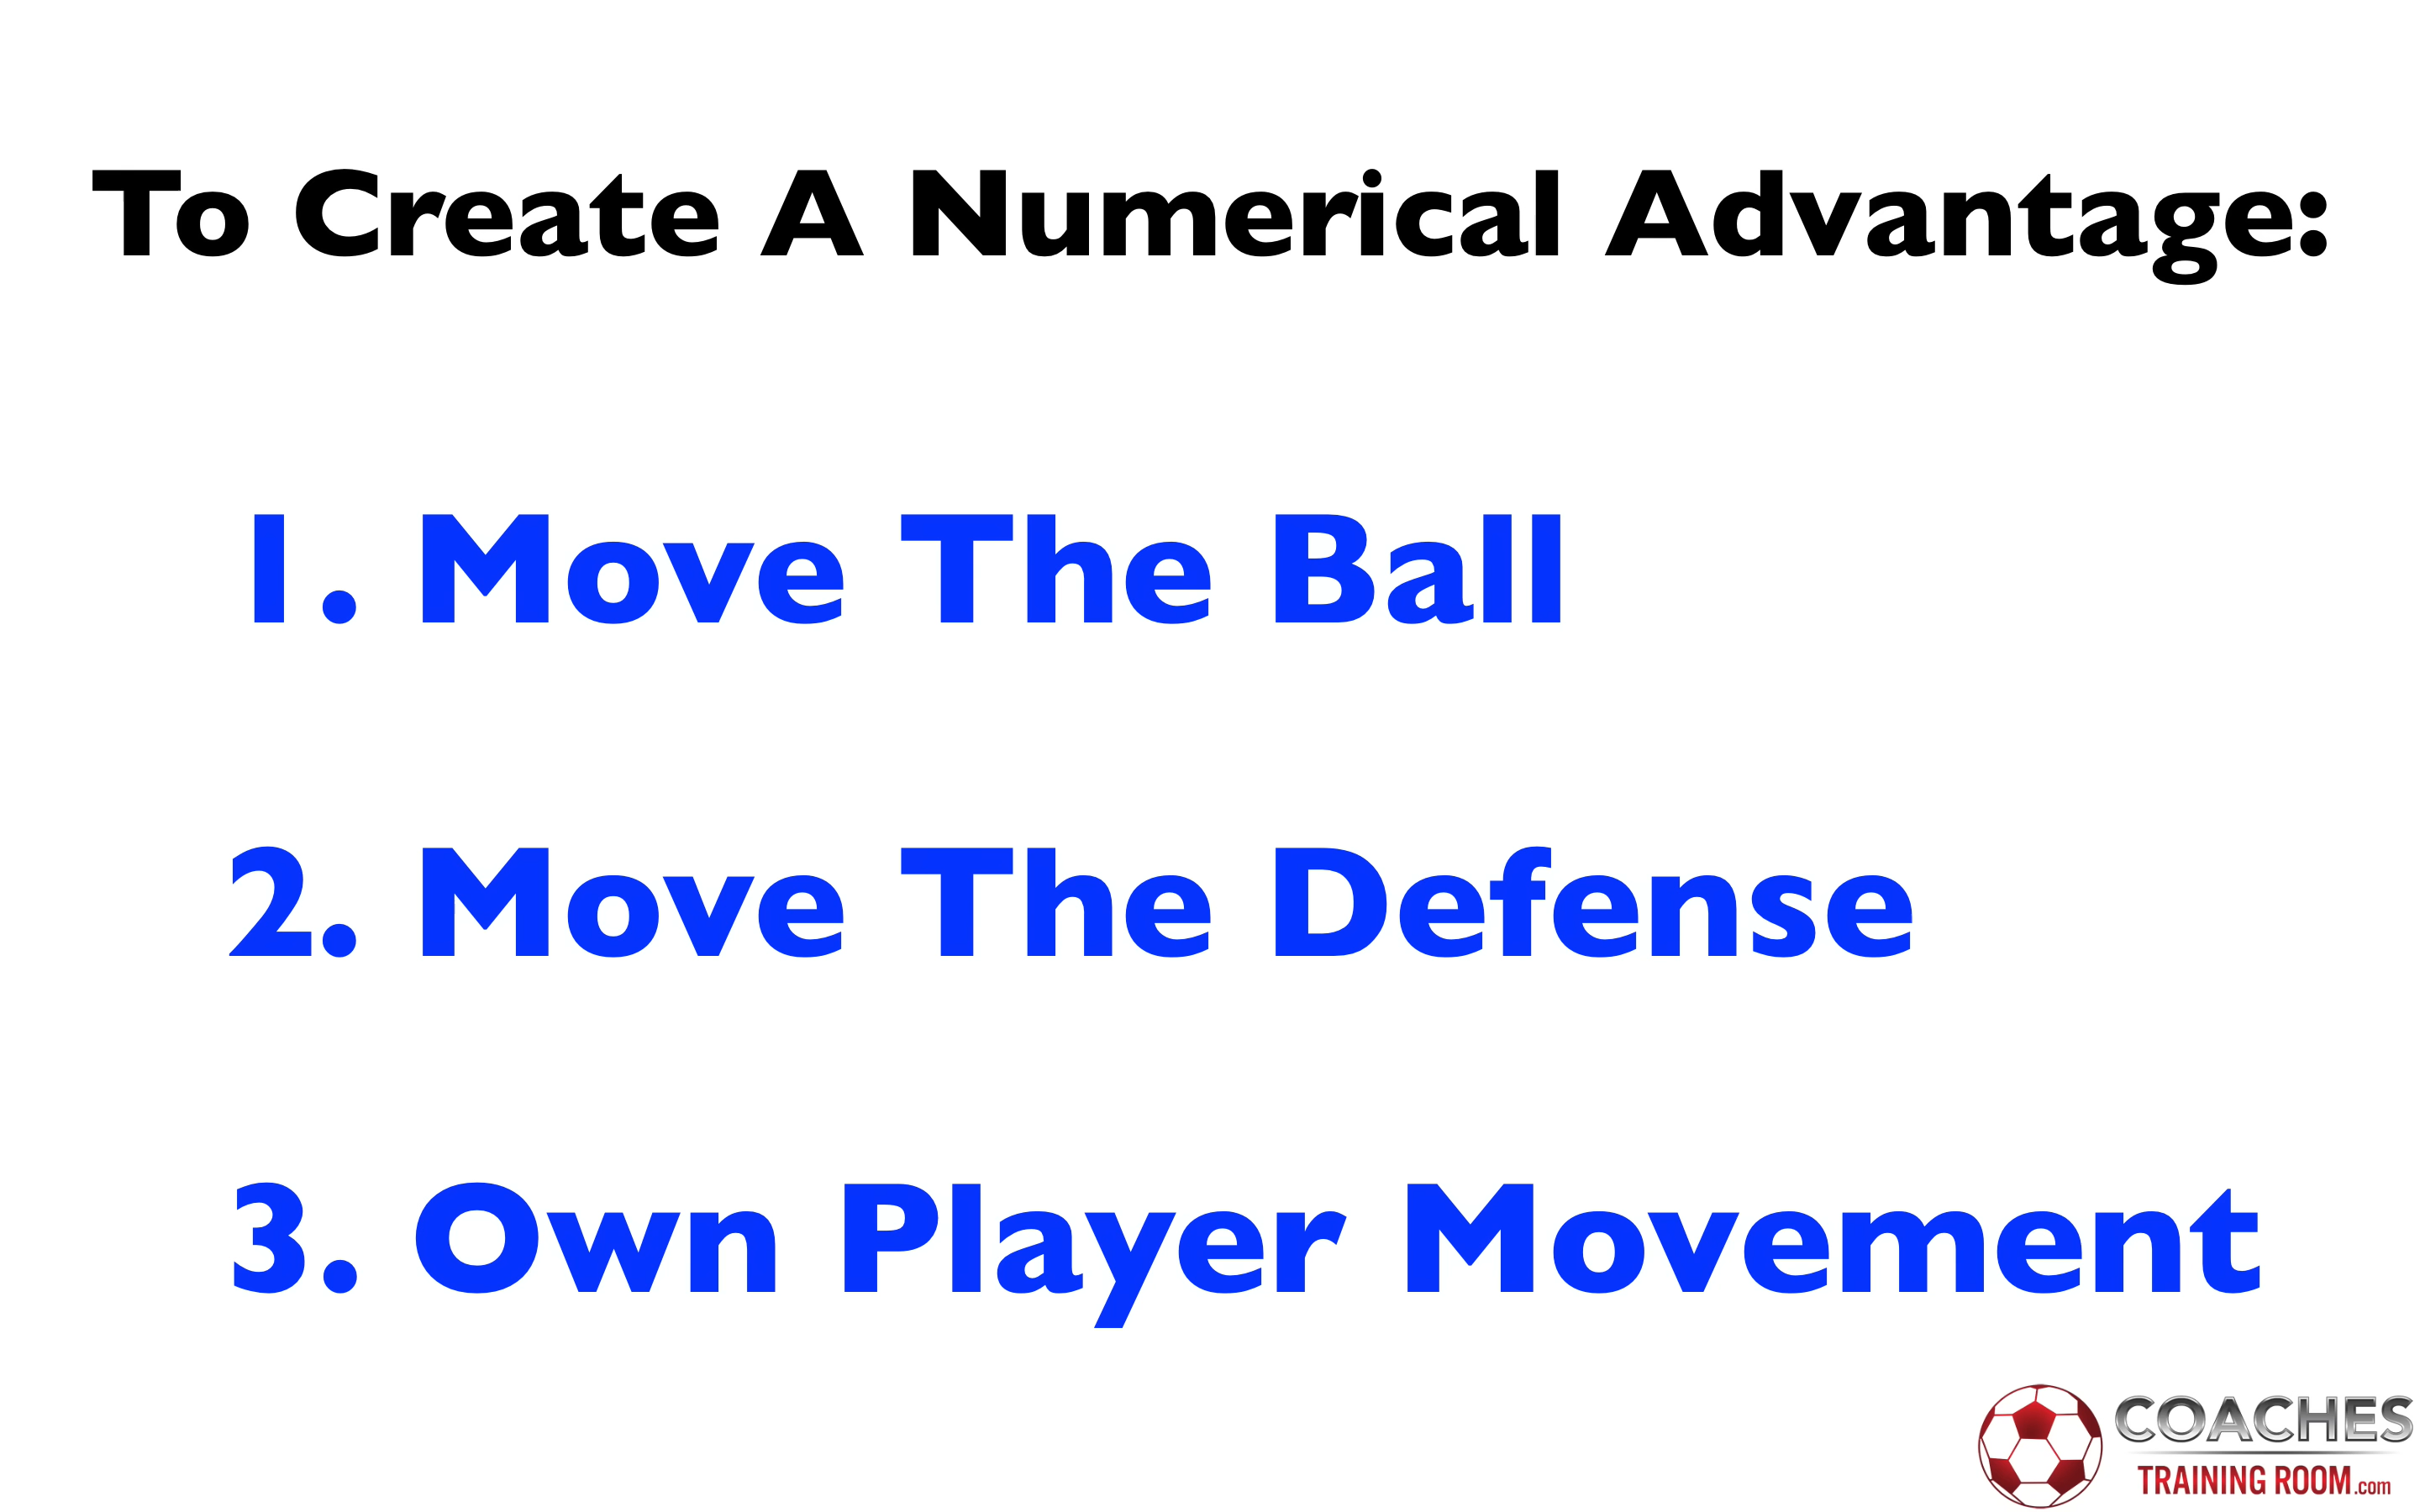 To Create A Numerical Advantage:
1. Move The Ball
2. Move The Defense
3. Own Player Movement
COACHES
TRAINING ROOM.com